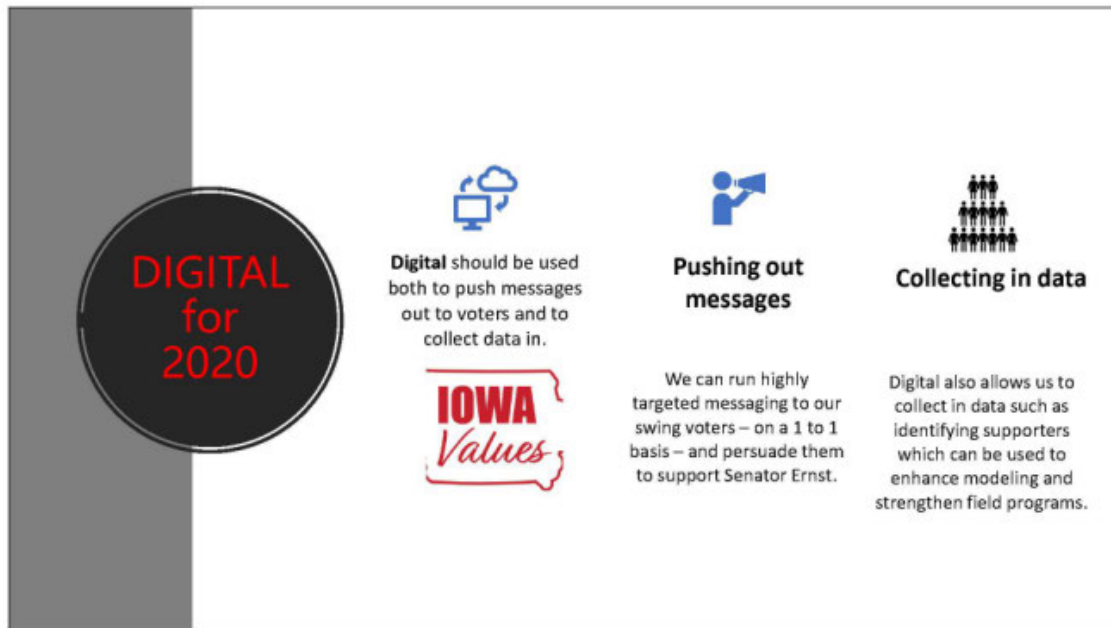 DIGITAL
for
2020
Digital should be used
both to push messages
out to voters and to
collect data in.
IOWA
Values
Pushing out
messages
We can run highly
targeted messaging to our
swing voters – on a 1 to 1
basis – and persuade them
to support Senator Ernst.
Collecting in data
Digital also allows us to
collect in data such as
identifying supporters
which can be used to
enhance modeling and
strengthen field programs.